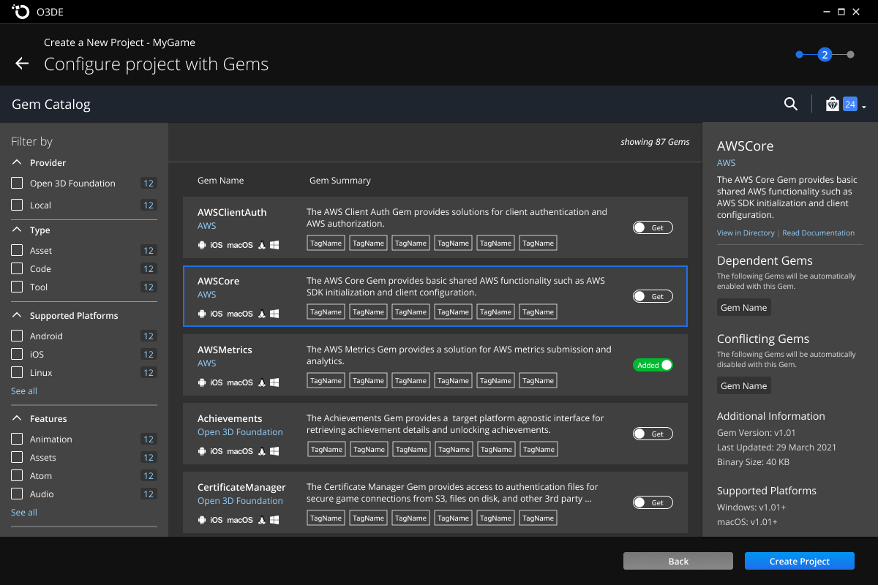 O3DE
Create a New Project - MyGame
Configure project with Gems
2
Gem Catalog
24
Filter by
Provider
Open 3D Foundation 12
Local 12
Type
Asset 12
Code 12
Tool 12
Supported Platforms
Android 12
iOS 12
Linux 12
See all
Features
Animation 12
Assets 12
Atom 12
Audio 12
See all
showing 87 Gems
Gem Name Gem Summary
AWSClientAuth
AWS
iOS macOS
The AWS Client Auth Gem provides solutions for client authentication and
AWS authorization.
TagName TagName TagName TagName TagName TagName
Get
AWSCore
AWS
iOS macOS
The AWS Core Gem provides basic shared AWS functionality such as AWS
SDK initialization and client configuration.
TagName TagName TagName TagName TagName TagName
Get
AWSMetrics
AWS
iOS macOS
The AWS Metrics Gem provides a solution for AWS metrics submission and
analytics.
TagName TagName TagName TagName TagName TagName
Added
Achievements
Open 3D Foundation
iOS macOS
The Achievements Gem provides a target platform agnostic interface for
retrieving achievement details and unlocking achievements.
TagName TagName TagName TagName TagName TagName
Get
CertificateManager
Open 3D Foundation
iOS macOS
The Certificate Manager Gem provides access to authentication files for
secure game connections from S3, files on disk, and other 3rd party ...
TagName TagName TagName TagName TagName TagName
Get
AWSCore
AWS
The AWS Core Gem provides basic
shared AWS functionality such as
AWS SDK initialization and client
configuration.
View in Directory | Read Documentation
Dependent Gems
The following Gems will be automatically
enabled with this Gem.
Gem Name
Conflicting Gems
The following Gems will be automatically
disabled with this Gem.
Gem Name
Additional Information
Gem Version: v1.01
Last Updated: 29 March 2021
Binary Size: 40 KB
Supported Platforms
Windows: v1.01+
macOS: v1.01+
Back
Create Project